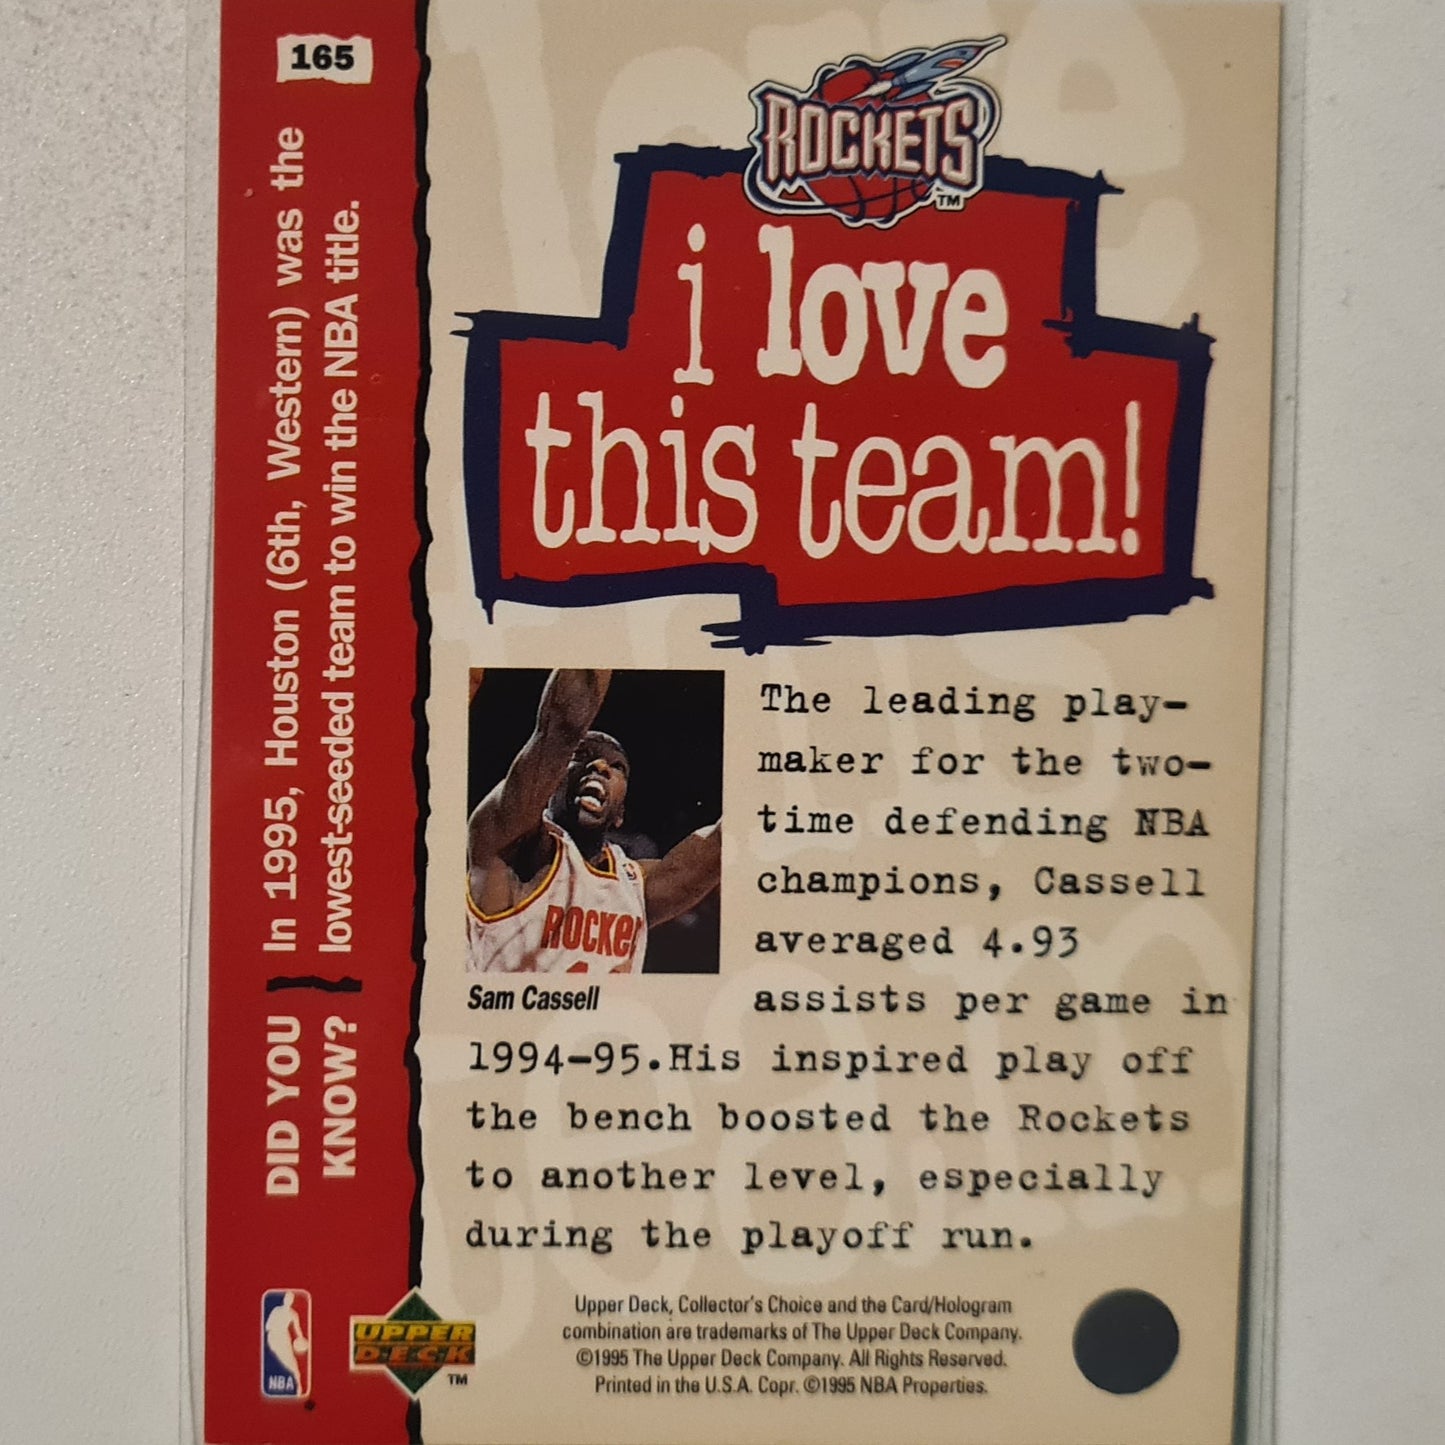 165
DID YOU
KNOW?
In 1995, Houston (6th, Western) was the
lowest-seeded team to win the NBA title.
ROCKETS
TM
i love
this team!
ROCKE
Sam Cassell
The leading play-
maker for the two-
time defending NBA
champions, Cassell
averaged 4.93
assists per game in
1994-95.His inspired play off
the bench boosted the Rockets
to another level, especially
during the playoff run.
NBA
UPPER
DECK
TM
Upper Deck, Collector's Choice and the Card/Hologram
combination are trademarks of The Upper Deck Company.
©1995 The Upper Deck Company. All Rights Reserved.
Printed in the U.S.A. Copr. ©1995 NBA Properties.